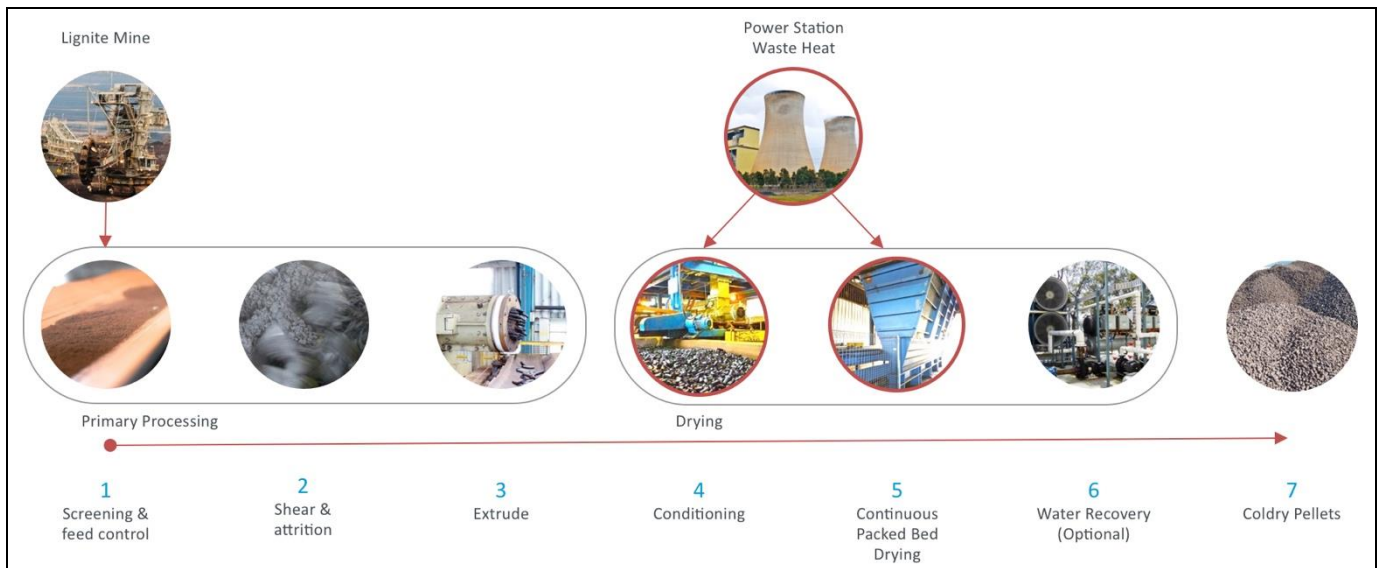 Lignite Mine
Power Station
Waste Heat
Primary Processing
Drying
1
Screening &
feed control
2
Shear &
attrition
3
Extrude
4
Conditioning
5
Continuous
Packed Bed
Drying
6
Water Recovery
(Optional)
7
Coldry Pellets